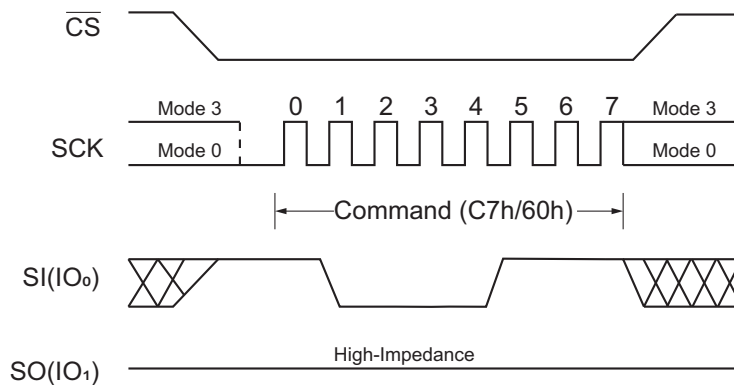 CS
Mode 3 0 1 2 3 4 5 6 7 Mode 3
SCK
Mode 0 Mode 0
Command (C7h/60h)
SI(IO₀)
High-Impedance
SO(IO₁)